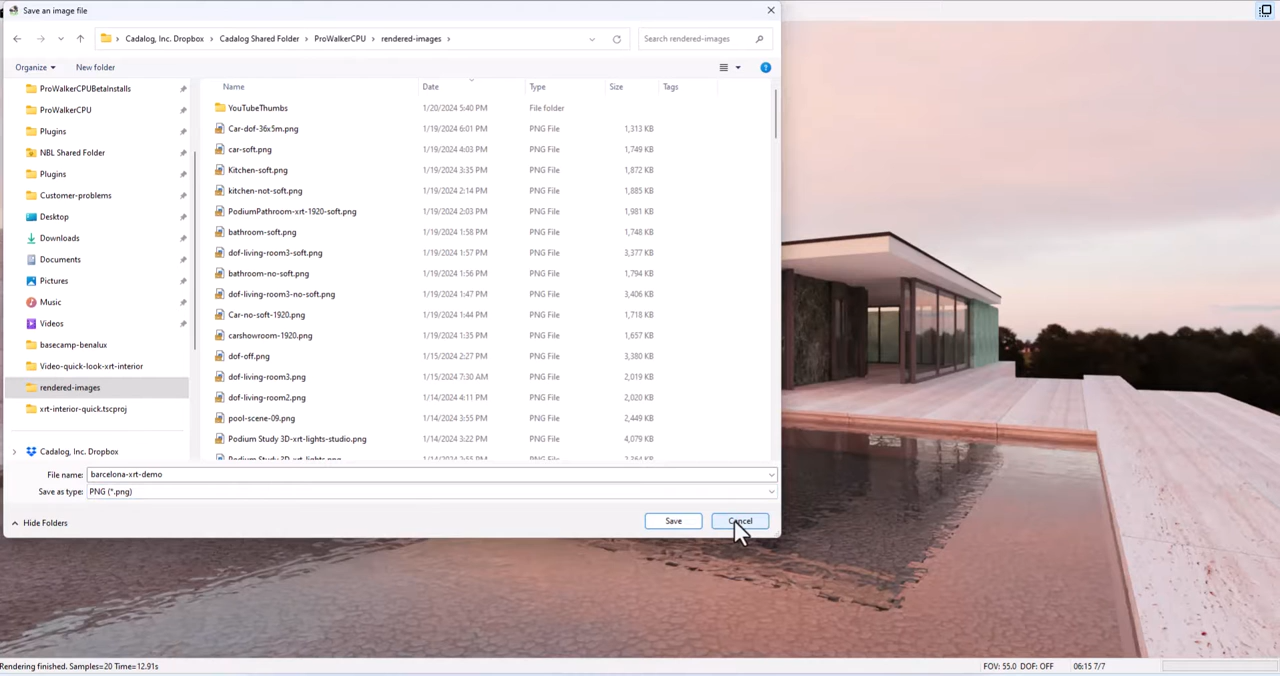 Save an image file
Cadalog, Inc. Dropbox > Cadalog Shared Folder > ProWalkerCPU > rendered-images >
Search rendered-images
Organize
New folder
Name Date Type Size Tags
ProWalkerCPUBetaInstalls
ProWalkerCPU
Plugins
NBL Shared Folder
Plugins
Customer-problems
Desktop
Downloads
Documents
Pictures
Music
Videos
basecamp-benalux
Video-quick-look-xrt-interior
rendered-images
xrt-interior-quick.tscproj
Cadalog, Inc. Dropbox
YouTubeThumbs 1/20/2024 5:40 PM File folder
Car-dof-36x5m.png 1/19/2024 6:01 PM PNG File 1,313 KB
car-soft.png 1/19/2024 4:03 PM PNG File 1,749 KB
Kitchen-soft.png 1/19/2024 3:35 PM PNG File 1,872 KB
kitchen-not-soft.png 1/19/2024 2:14 PM PNG File 1,885 KB
PodiumPathroom-xrt-1920-soft.png 1/19/2024 2:03 PM PNG File 1,981 KB
bathroom-soft.png 1/19/2024 1:58 PM PNG File 1,748 KB
dof-living-room3-soft.png 1/19/2024 1:57 PM PNG File 3,377 KB
bathroom-no-soft.png 1/19/2024 1:56 PM PNG File 1,794 KB
dof-living-room3-no-soft.png 1/19/2024 1:47 PM PNG File 3,406 KB
Car-no-soft-1920.png 1/19/2024 1:44 PM PNG File 1,718 KB
carshowroom-1920.png 1/19/2024 1:35 PM PNG File 1,657 KB
dof-off.png 1/15/2024 2:27 PM PNG File 3,380 KB
dof-living-room3.png 1/15/2024 7:30 AM PNG File 2,019 KB
dof-living-room2.png 1/14/2024 4:11 PM PNG File 2,020 KB
pool-scene-09.png 1/14/2024 3:55 PM PNG File 2,449 KB
Podium Study 3D-xrt-lights-studio.png 1/14/2024 3:22 PM PNG File 4,079 KB
Podium Study 3D-xrt-lights.png 1/14/2024 2:55 PM PNG File
File name: barcelona-xrt-demo
Save as type: PNG (*.png)
Hide Folders
Save
Cancel
Rendering finished. Samples=20 Time=12.91s
FOV: 55.0 DOF: OFF 06:15 7/7